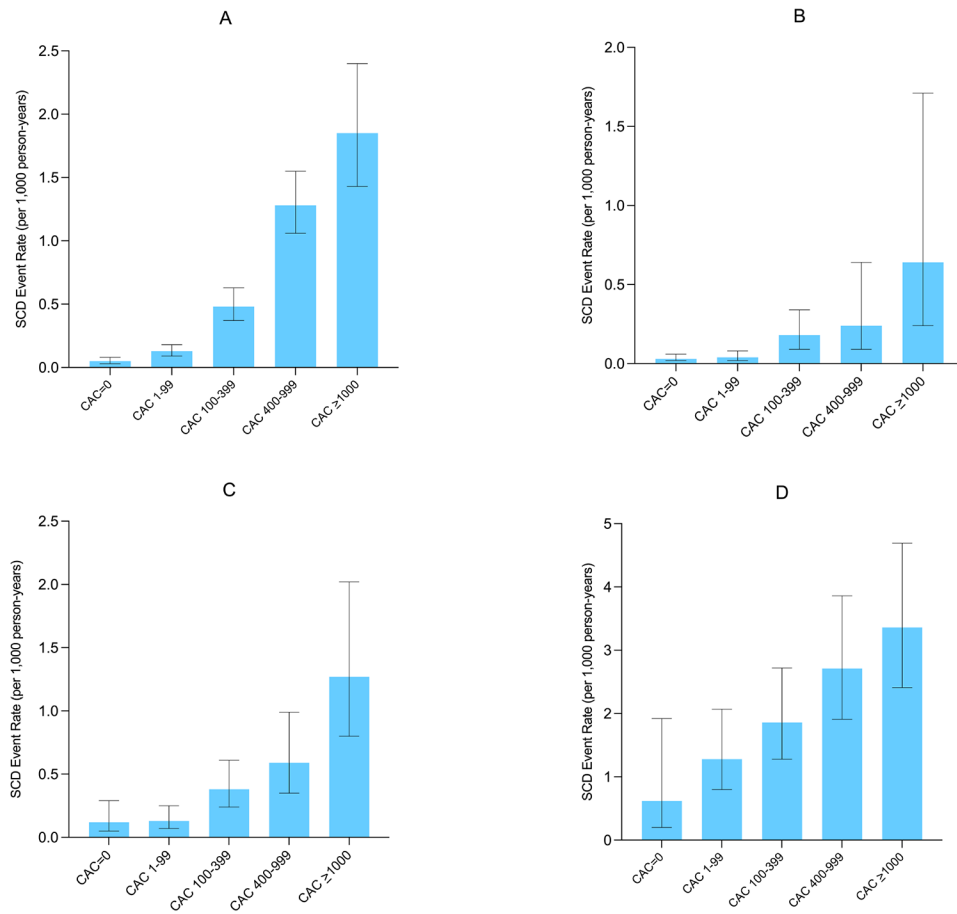 A
SCD Event Rate (per 1,000 person-years)
2.5
2.0
1.5
1.0
0.5
0.0
CAC=0
CAC 1-99
CAC 100-399
CAC 400-999
CAC ≥1000
B
SCD Event Rate (per 1,000 person-years)
2.0
1.5
1.0
0.5
0.0
CAC=0
CAC 1-99
CAC 100-399
CAC 400-999
CAC ≥1000
C
SCD Event Rate (per 1,000 person-years)
2.5
2.0
1.5
1.0
0.5
0.0
CAC=0
CAC 1-99
CAC 100-399
CAC 400-999
CAC ≥1000
D
SCD Event Rate (per 1,000 person-years)
5
4
3
2
1
0
CAC=0
CAC 1-99
CAC 100-399
CAC 400-999
CAC ≥1000